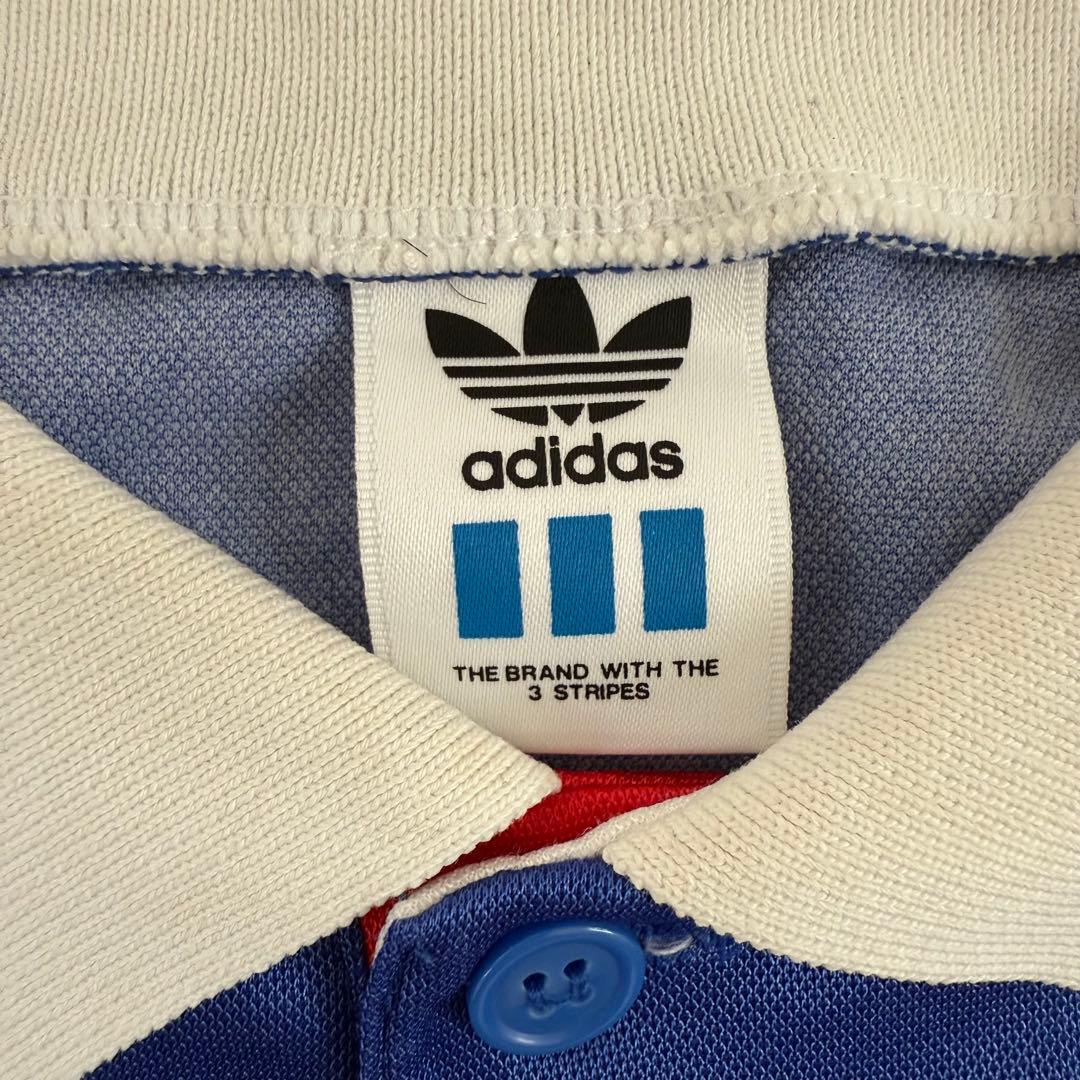 adidas
THE BRAND WITH THE
3 STRIPES